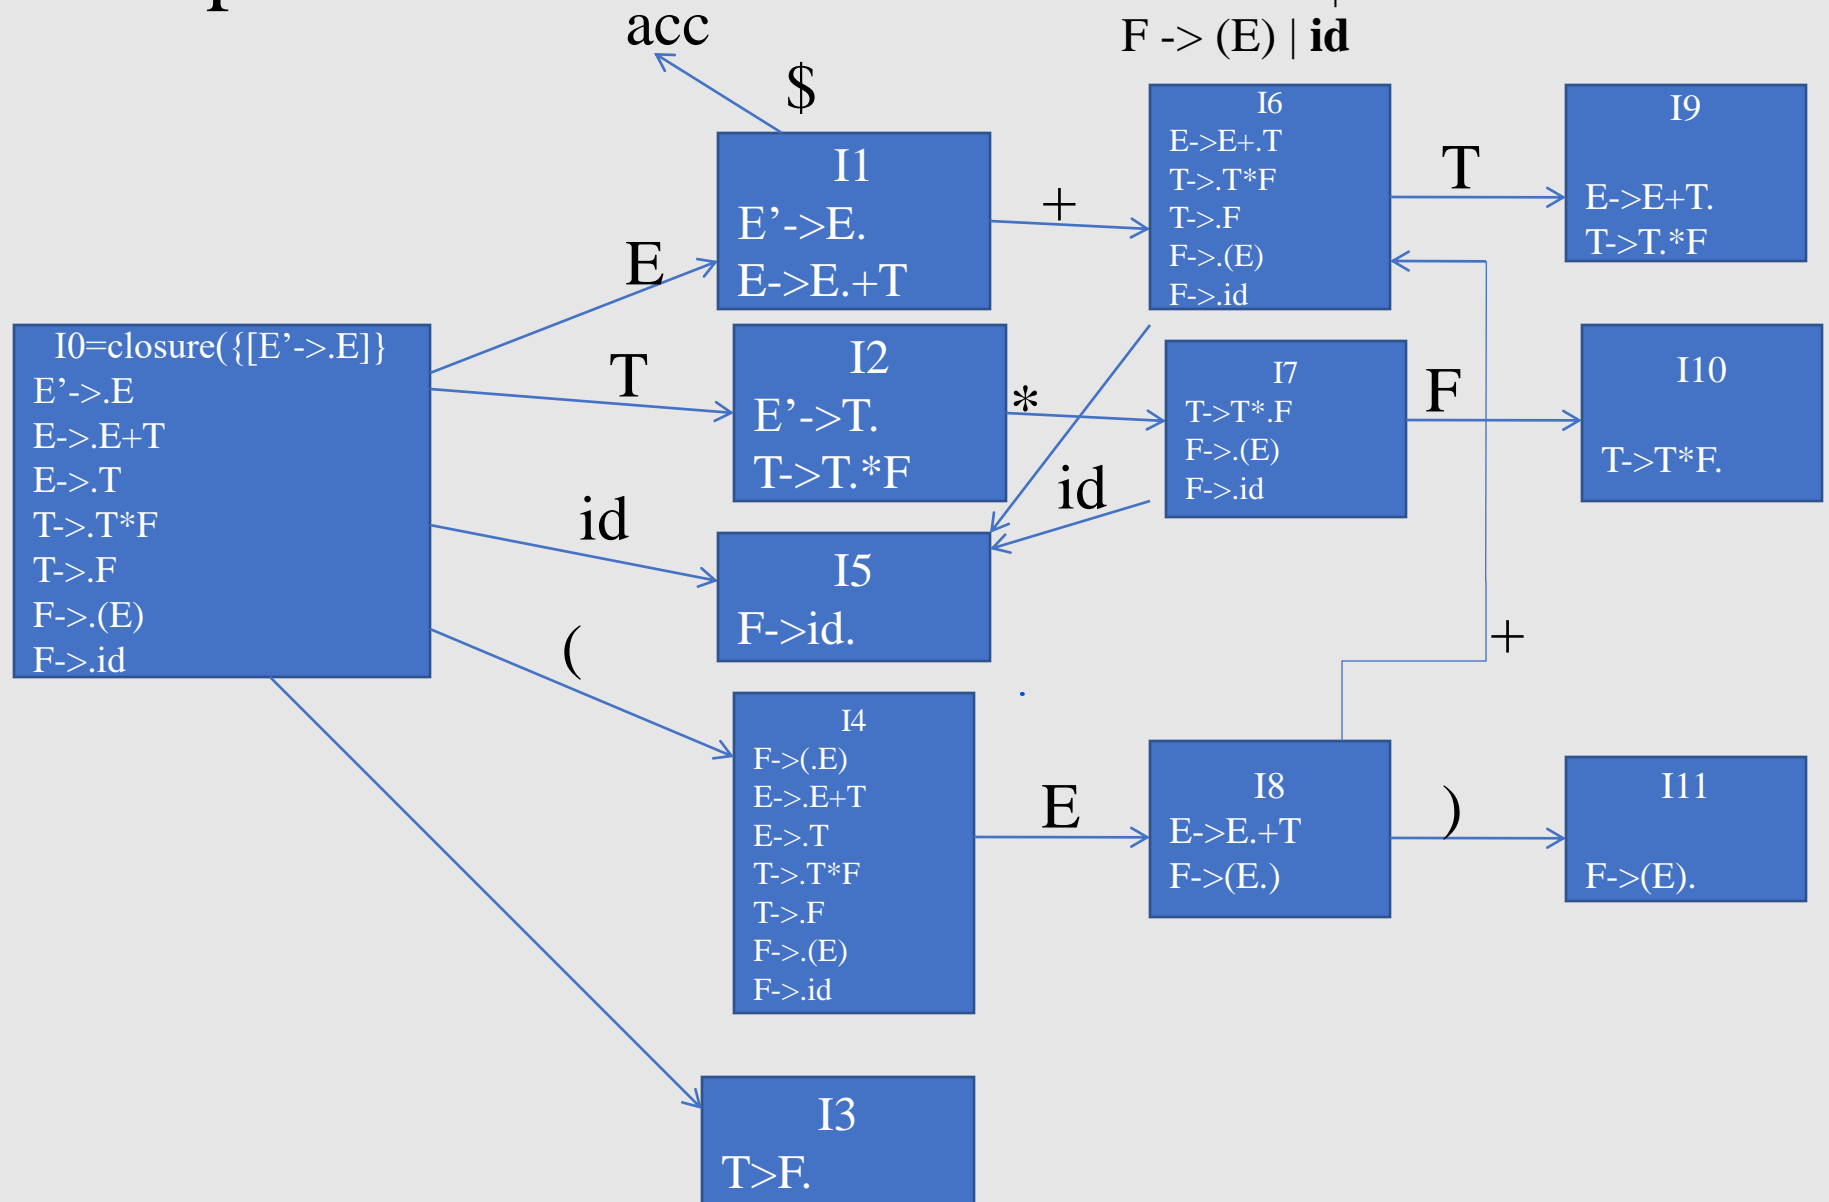 acc
$
F -> (E) | id
I0=closure({[E’->.E]}
E’->.E
E->.E+T
E->.T
T->.T*F
T->.F
F->.(E)
F->.id
E
T
id
(
I1
E’->E.
E->E.+T
I2
E’->T.
T->T.*F
I5
F->id.
I4
F->(.E)
E->.E+T
E->.T
T->.T*F
T->.F
F->.(E)
F->.id
I3
T>F.
+
*
id
E
I6
E->E+.T
T->.T*F
T->.F
F->.(E)
F->.id
I7
T->T*.F
F->.(E)
F->.id
I8
E->E.+T
F->(E.)
T
F
+
)
I9
E->E+T.
T->T.*F
I10
T->T*F.
I11
F->(E).